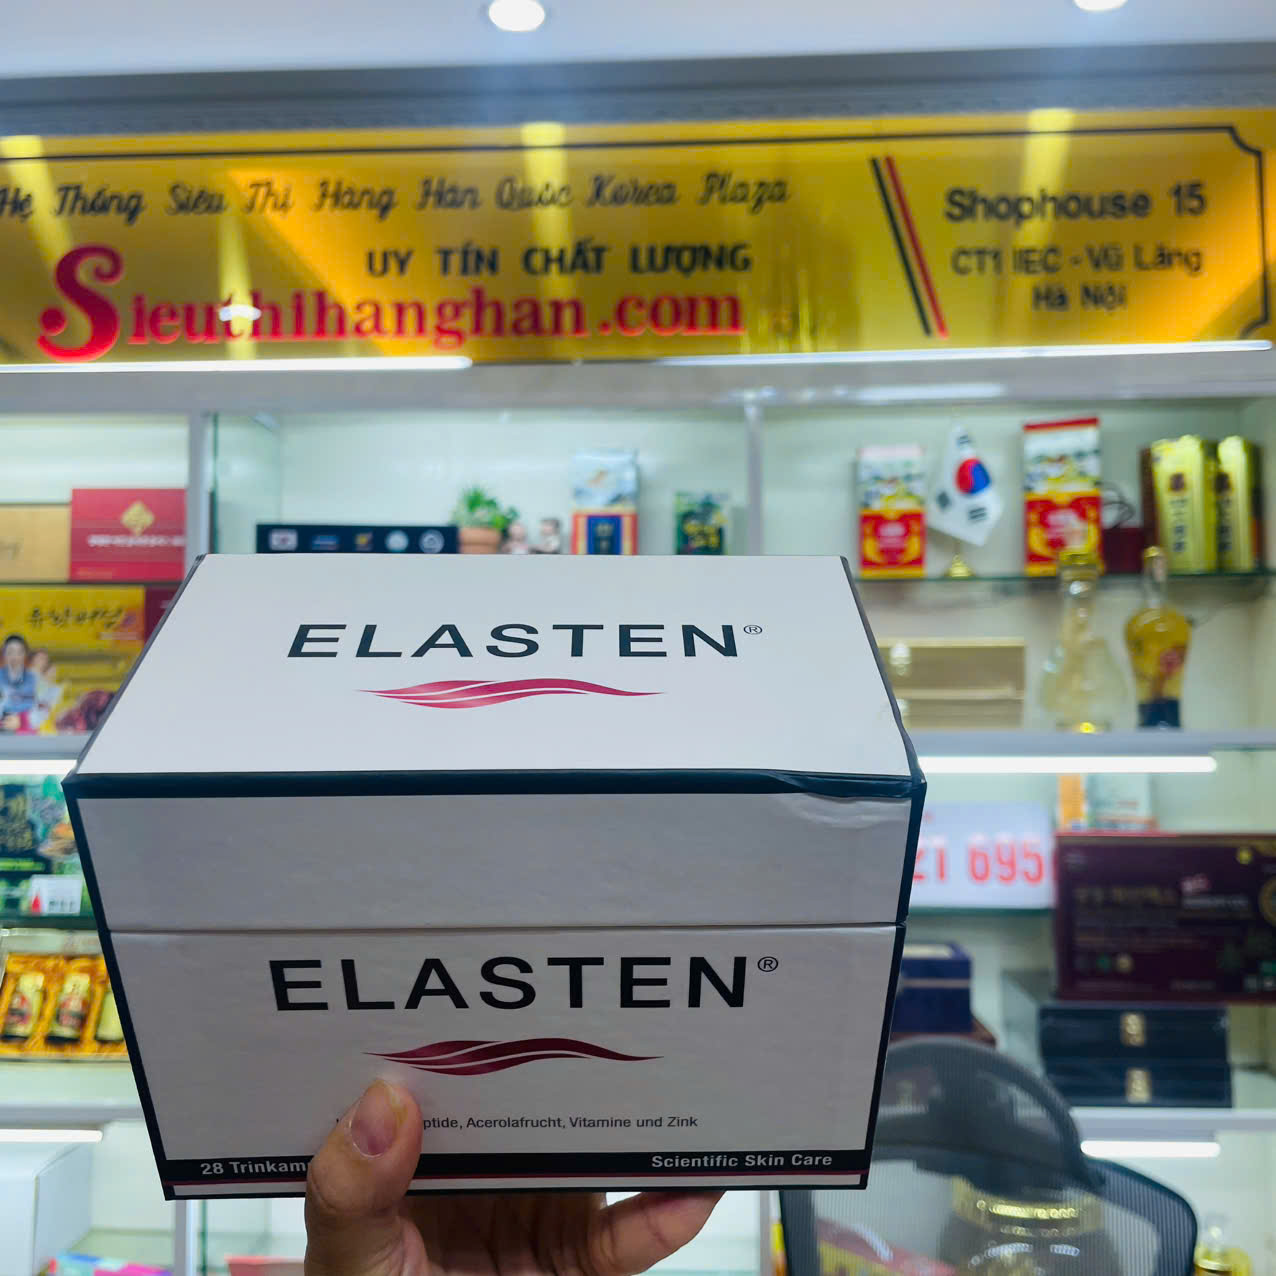 Hệ Thống Siêu Thị Hàng Hàn Quốc Korea Plaza
UY TÍN CHẤT LƯỢNG
Sieuthihanghan.com
Shophouse 15
CT1 IEC - Vũ Lăng
Hà Nội
ELASTEN®
21 695
ELASTEN®
ptide, Acerolafrucht, Vitamine und Zink
28 Trinkam
Scientific Skin Care